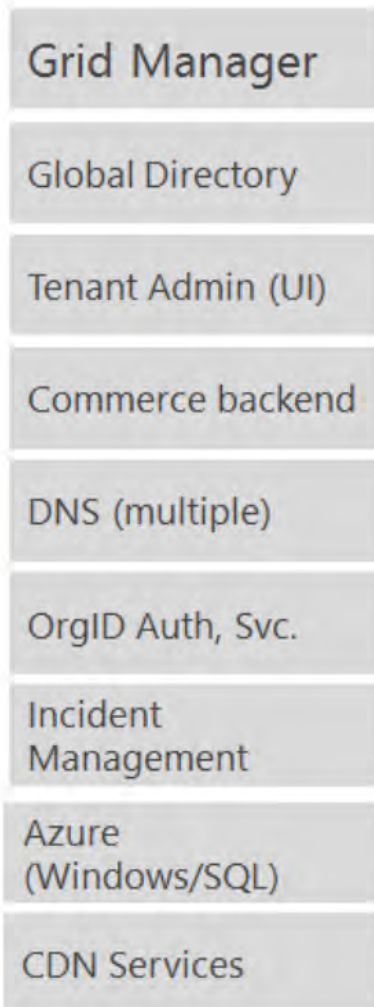 Grid Manager
Global Directory
Tenant Admin (UI)
Commerce backend
DNS (multiple)
OrgID Auth, Svc.
Incident
Management
Azure
(Windows/SQL)
CDN Services